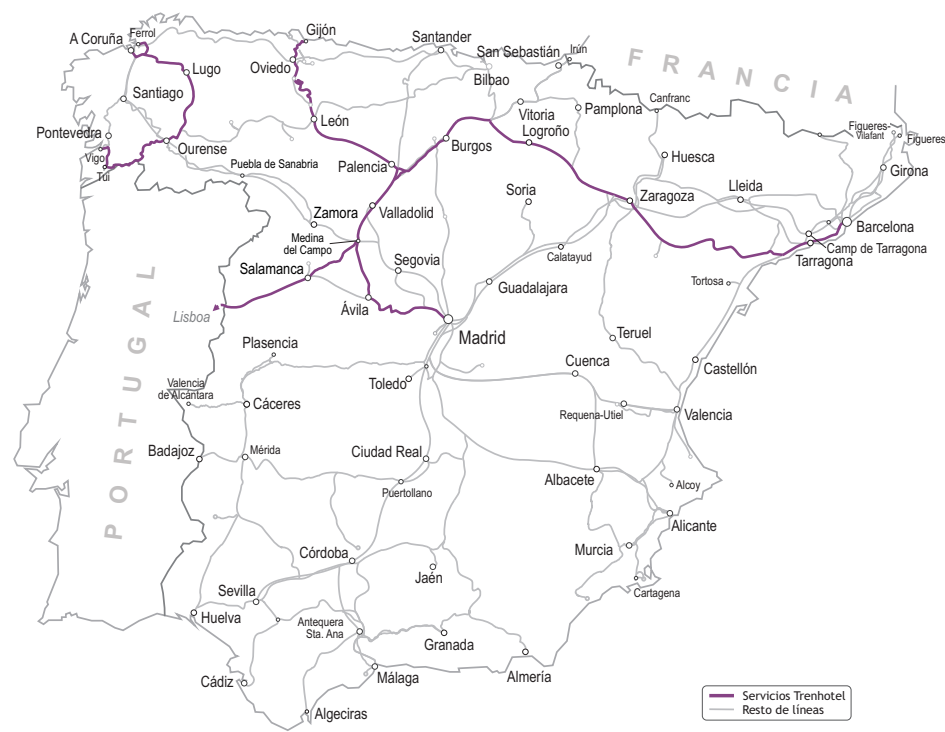 Gijón
Ferrol
A Coruña
Santander
San Sebastián
Irún
FRANCIA
Oviedo
Lugo
Bilbao
Santiago
Vitoria
Pamplona
Canfranc
León
Logroño
Figueres-
Vilafant
Figueres
Pontevedra
Ourense
Burgos
Vigo
Tui
Puebla de Sanabria
Palencia
Huesca
Girona
Soria
Zaragoza
Lleida
Zamora
Valladolid
Barcelona
Medina
del Campo
Camp de Tarragona
Tarragona
Segovia
Calatayud
Salamanca
Guadalajara
Tortosa
PORTUGAL
Lisboa
Ávila
Madrid
Teruel
Plasencia
Cuenca
Castellón
Toledo
Valencia
de Alcántara
Cáceres
Requena-Utiel
Valencia
Badajoz
Mérida
Ciudad Real
Puertollano
Albacete
Alcoy
Alicante
Murcia
Córdoba
Jaén
Cartagena
Sevilla
Huelva
Antequera
Sta. Ana
Granada
Almería
Cádiz
Málaga
Algeciras
Servicios Trenhotel
Resto de líneas